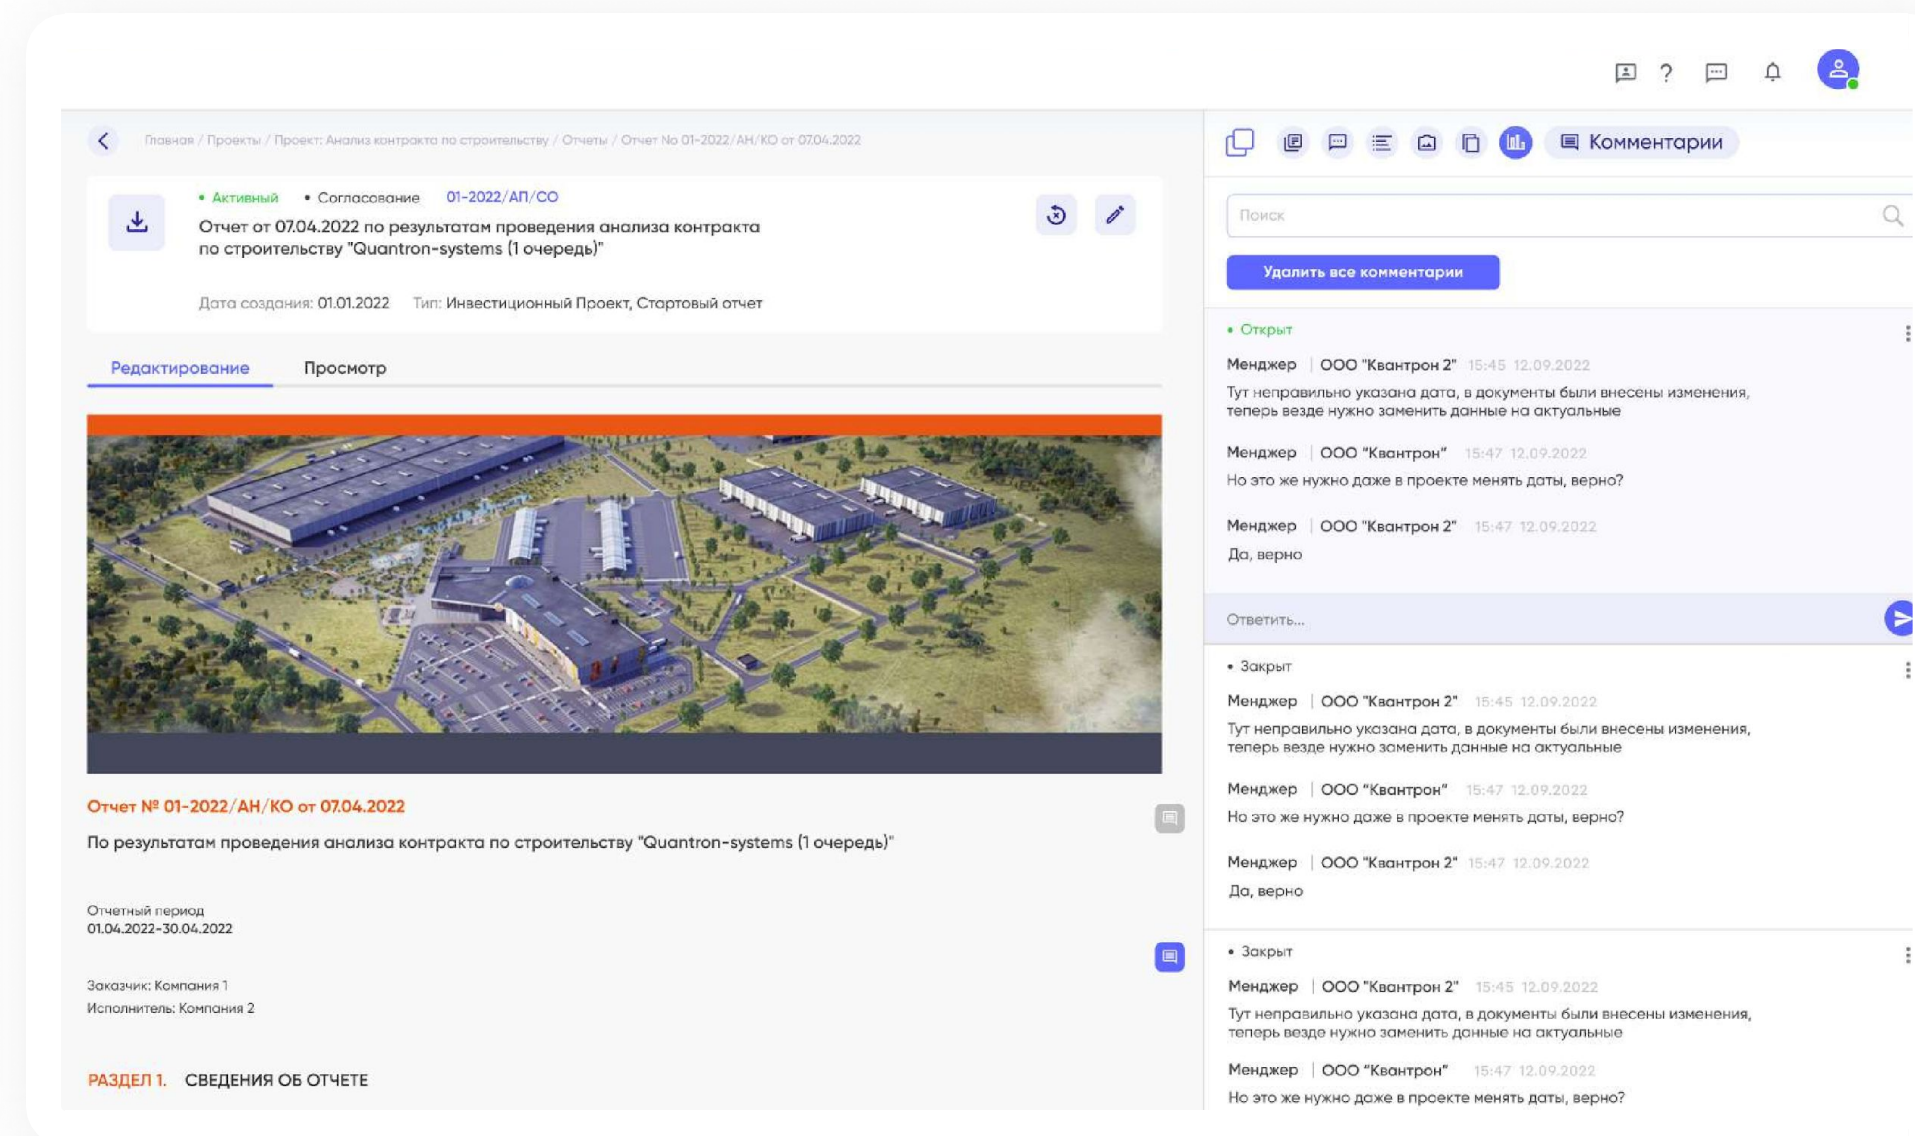 Главная / Проекты / Проект: Анализ контракта по строительству / Отчеты / Отчет No 01-2022/АН/КО от 07.04.2022
• Активный • Согласование 01-2022/АП/СО
Отчет от 07.04.2022 по результатам проведения анализа контракта
по строительству "Quantron-systems (1 очередь)"
Дата создания: 01.01.2022 Тип: Инвестиционный Проект, Стартовый отчет
Редактирование Просмотр
Отчет № 01-2022/АН/КО от 07.04.2022
По результатам проведения анализа контракта по строительству "Quantron-systems (1 очередь)"
Отчетный период
01.04.2022-30.04.2022
Заказчик: Компания 1
Исполнитель: Компания 2
РАЗДЕЛ 1. СВЕДЕНИЯ ОБ ОТЧЕТЕ
?
Комментарии
Поиск
Удалить все комментарии
• Открыт
Менеджер | ООО "Квантрон 2" 15:45 12.09.2022
Тут неправильно указана дата, в документы были внесены изменения,
теперь везде нужно заменить данные на актуальные
Менеджер | ООО "Квантрон" 15:47 12.09.2022
Но это же нужно даже в проекте менять даты, верно?
Менеджер | ООО "Квантрон 2" 15:47 12.09.2022
Да, верно
Ответить...
• Закрыт
Менеджер | ООО "Квантрон 2" 15:45 12.09.2022
Тут неправильно указана дата, в документы были внесены изменения,
теперь везде нужно заменить данные на актуальные
Менеджер | ООО "Квантрон" 15:47 12.09.2022
Но это же нужно даже в проекте менять даты, верно?
Менеджер | ООО "Квантрон 2" 15:47 12.09.2022
Да, верно
• Закрыт
Менеджер | ООО "Квантрон 2" 15:45 12.09.2022
Тут неправильно указана дата, в документы были внесены изменения,
теперь везде нужно заменить данные на актуальные
Менеджер | ООО "Квантрон" 15:47 12.09.2022
Но это же нужно даже в проекте менять даты, верно?